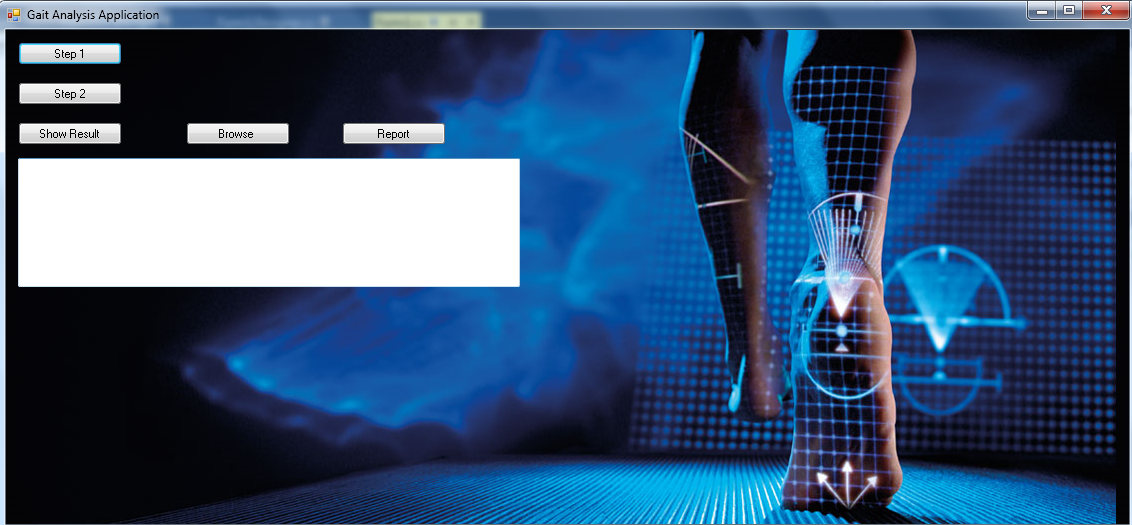 Gait Analysis Application
Step 1
Step 2
Show Result Browse Report